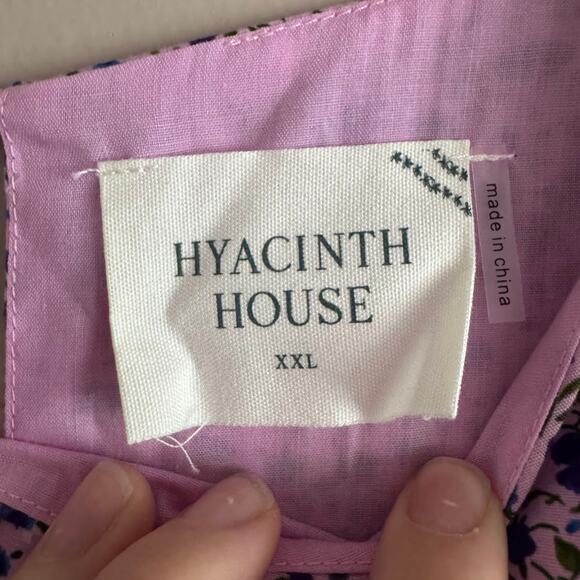 HYACINTH
HOUSE
XXL
made in china